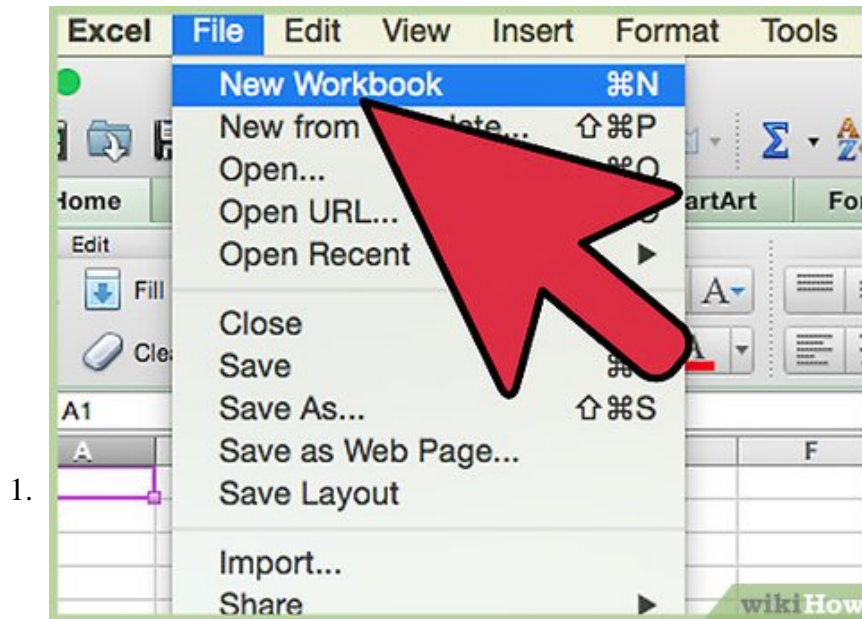 Excel File Edit View Insert Format Tools
New Workbook ⌘N
New from ⇧⌘P
Open...
Home
Open URL...
Edit
Open Recent ▶
Fill
A
Close
Save
A1
Save As... ⇧⌘S
A F
Save as Web Page...
1.
Save Layout
Import...
Share ▶
wikiHow